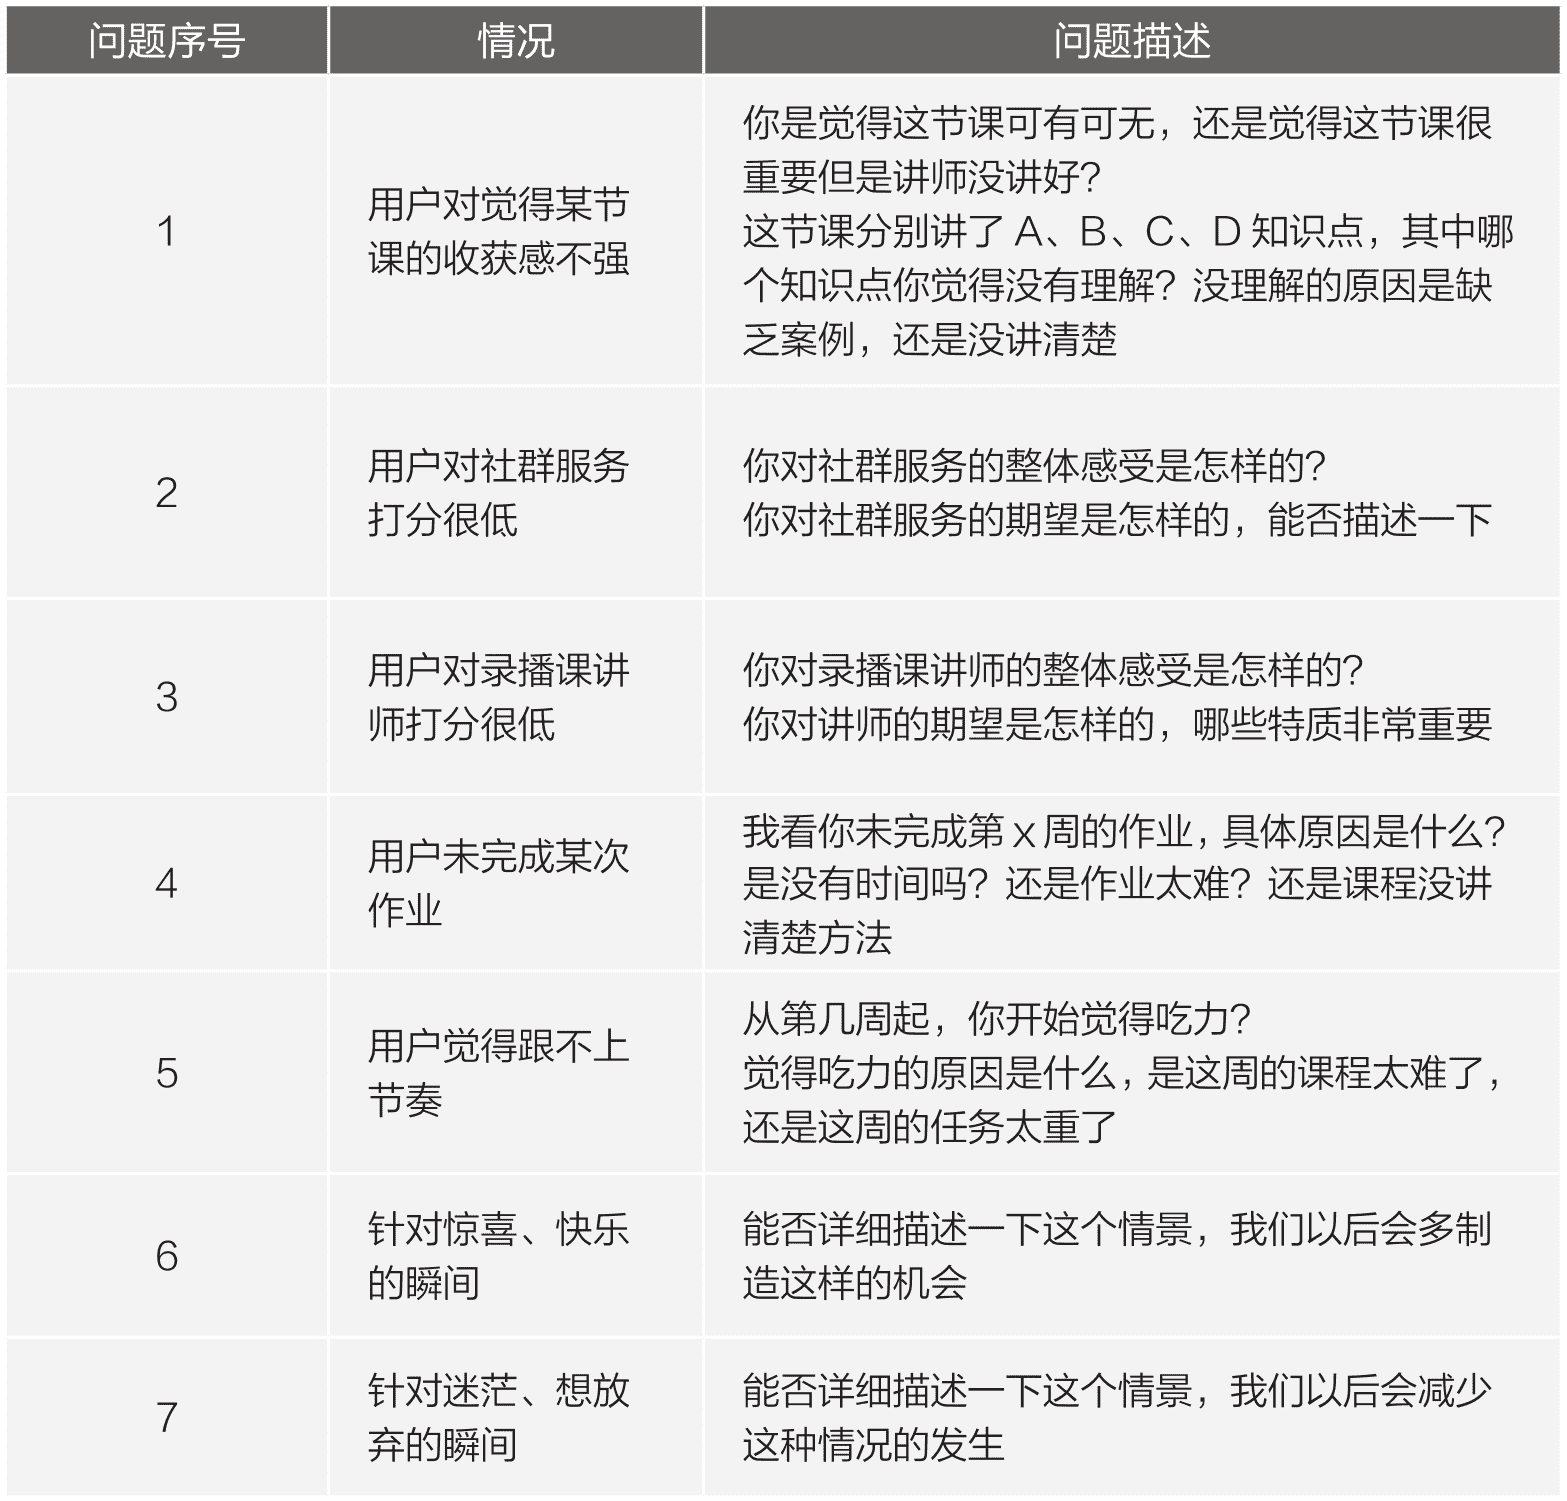 问题序号 情况 问题描述
1
用户对觉得某节
课的收获感不强
你是觉得这节课可有可无，还是觉得这节课很
重要但是讲师没讲好？
这节课分别讲了 A、B、C、D 知识点，其中哪
个知识点你觉得没有理解？没理解的原因是缺
乏案例，还是没讲清楚
2
用户对社群服务
打分很低
你对社群服务的整体感受是怎样的？
你对社群服务的期望是怎样的，能否描述一下
3
用户对录播课讲
师打分很低
你对录播课讲师的整体感受是怎样的？
你对讲师的期望是怎样的，哪些特质非常重要
4
用户未完成某次
作业
我看你未完成第 x 周的作业，具体原因是什么？
是没有时间吗？还是作业太难？还是课程没讲
清楚方法
5
用户觉得跟不上
节奏
从第几周起，你开始觉得吃力？
觉得吃力的原因是什么，是这周的课程太难了，
还是这周的任务太重了
6
针对惊喜、快乐
的瞬间
能否详细描述一下这个情景，我们以后会多制
造这样的机会
7
针对迷茫、想放
弃的瞬间
能否详细描述一下这个情景，我们以后会减少
这种情况的发生